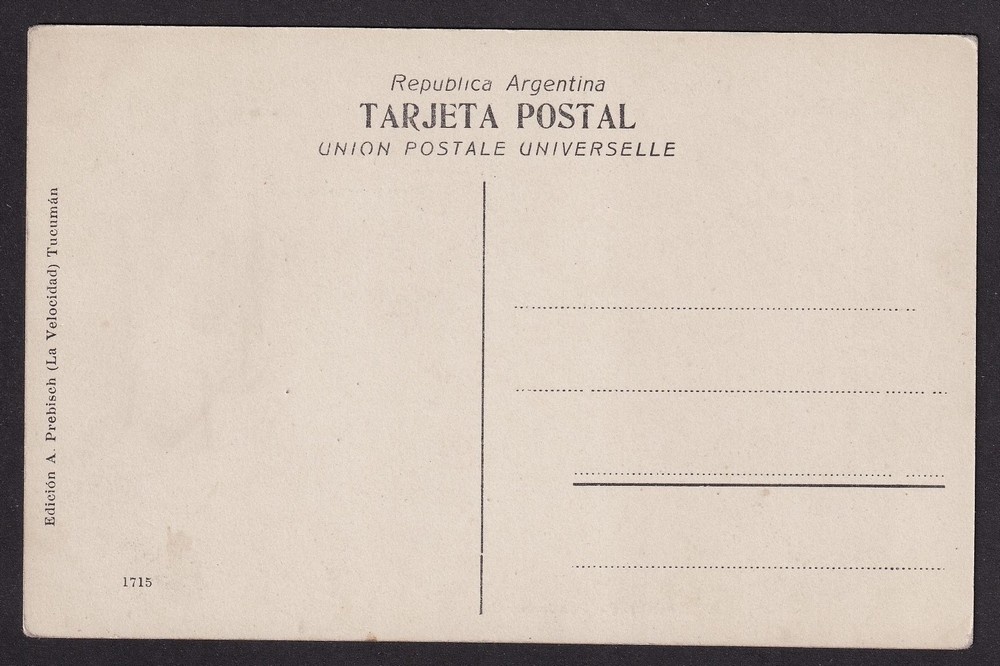 Republica Argentina
TARJETA POSTAL
UNION POSTALE UNIVERSELLE
Edición A. Prebisch (La Velocidad) Tucumán
1715